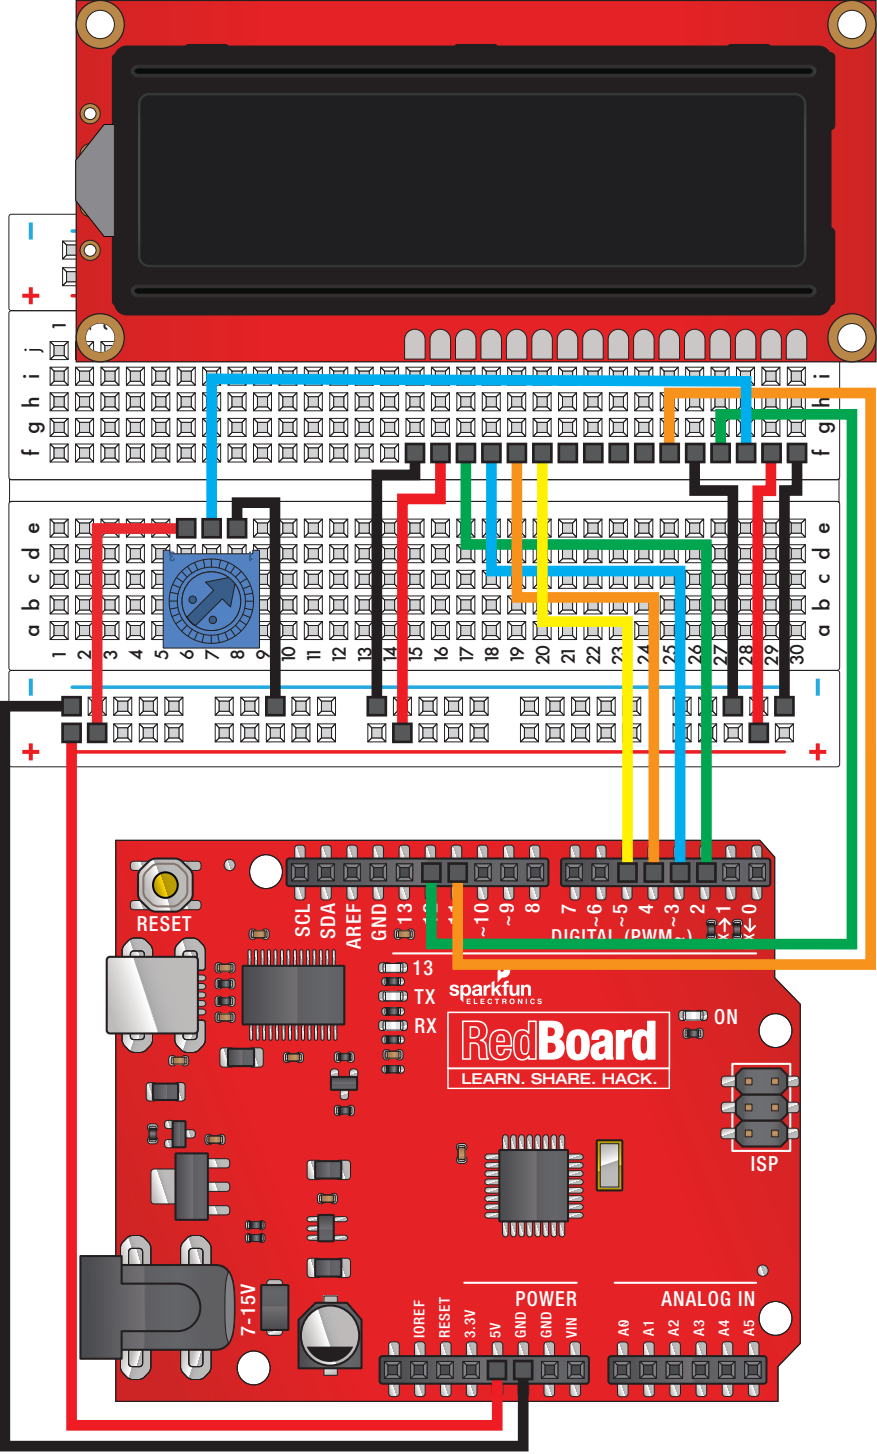 - -
+ -
1
j
i i
h h
g g
f f
e e
d d
c c
b b
a a
1 2 3 4 5 6 7 8 9 10 11 12 13 14 15 16 17 18 19 20 21 22 23 24 25 26 27 28 29 30
- -
+ +
RESET
SCL SDA AREF GND 13 ~10 ~9 8 7 ~6 ~5 4 ~3 2 1 0
DIGITAL (PWM~)
13
TX
RX
sparkfun
ELECTRONICS
ON
RedBoard
LEARN. SHARE. HACK.
ISP
7-15V
POWER
ANALOG IN
IOREF RESET 3.3V 5V GND GND VIN A0 A1 A2 A3 A4 A5